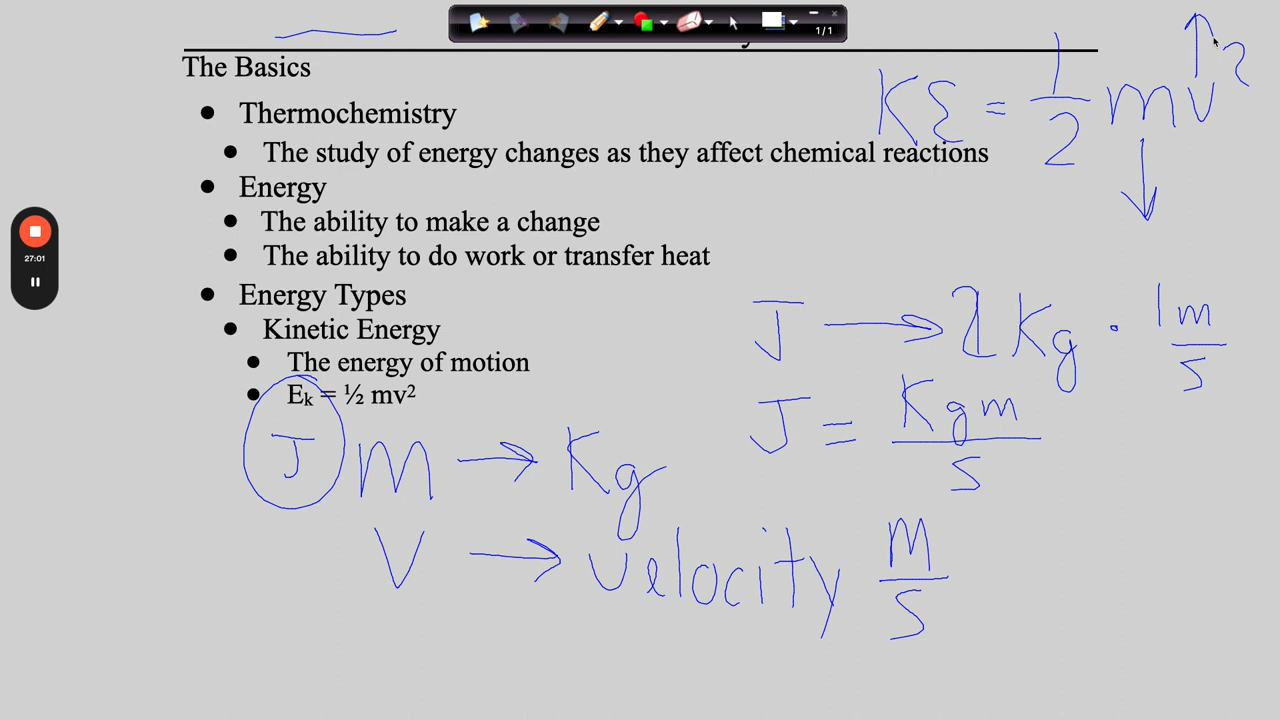 1/1
The Basics
KE = 1/2 mv²
● Thermochemistry
● The study of energy changes as they affect chemical reactions
● Energy
● The ability to make a change
● The ability to do work or transfer heat
● Energy Types
27:01
● Kinetic Energy
J → 2 Kg · 1m/s
● The energy of motion
● Eₖ = ½ mv²
J = Kgm/s
J
M → Kg
V → velocity M/S